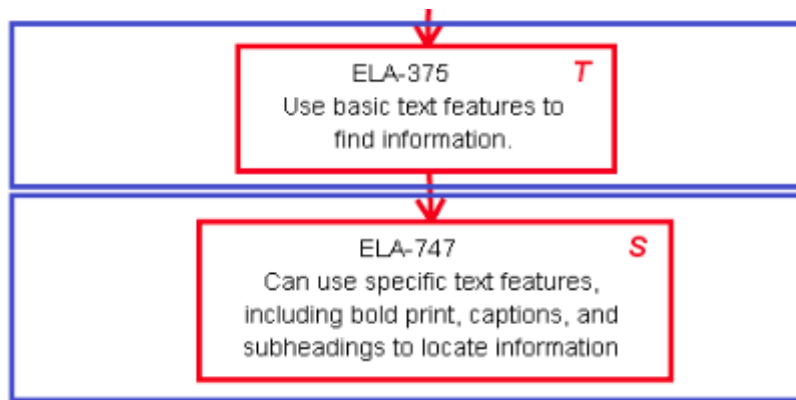 ELA-375 T
Use basic text features to
find information.
ELA-747 S
Can use specific text features,
including bold print, captions, and
subheadings to locate information